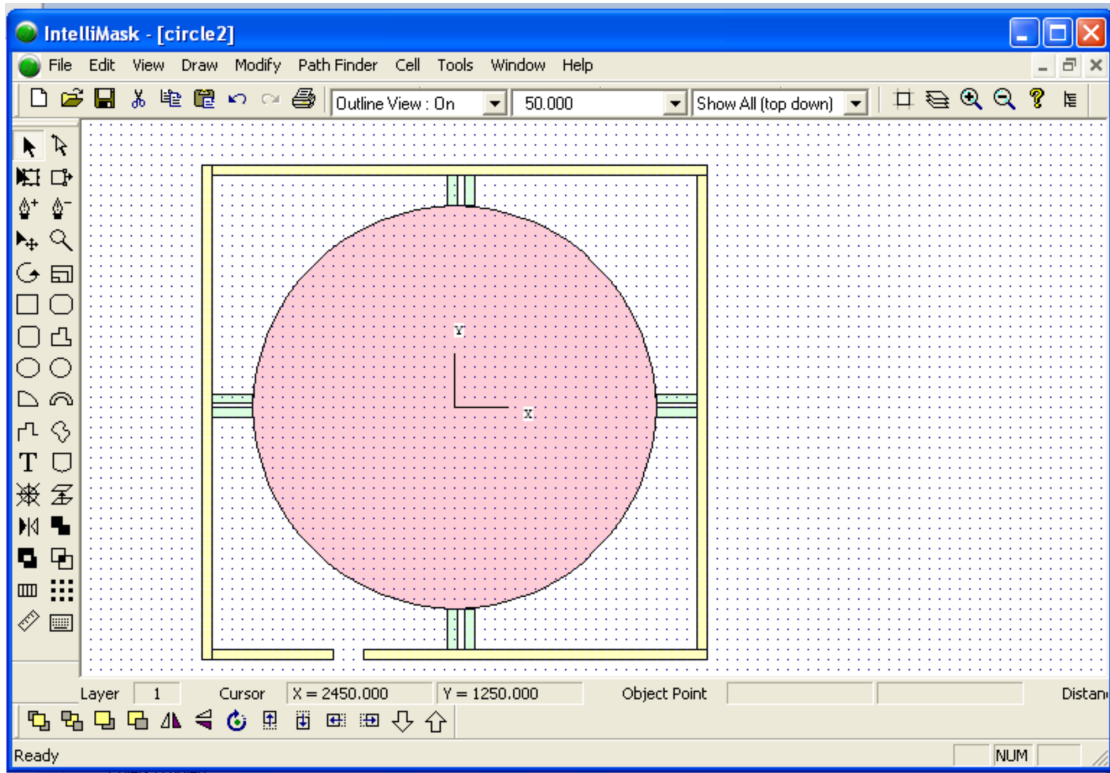 IntelliMask - [circle2]
File Edit View Draw Modify Path Finder Cell Tools Window Help
Outline View : On 50.000 Show All (top down)
Y
X
T
Layer 1 Cursor X = 2450.000 Y = 1250.000 Object Point Distan
Ready NUM